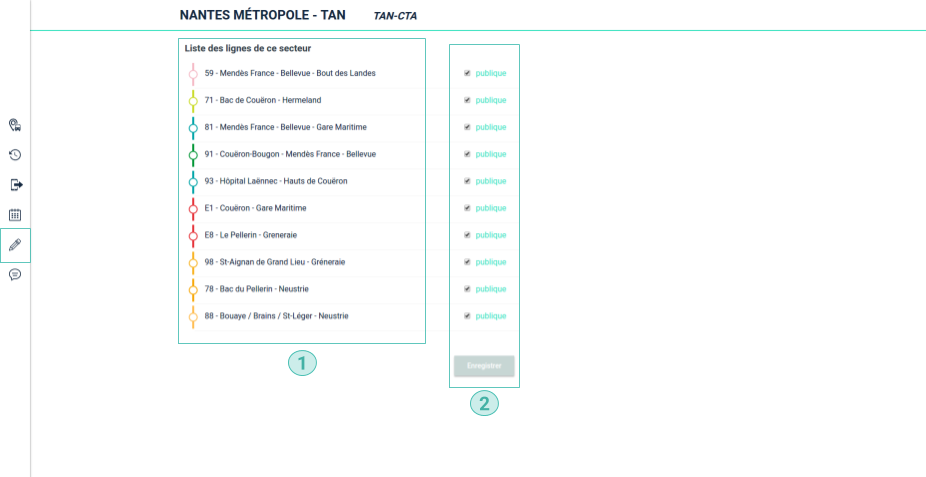 NANTES MÉTROPOLE - TAN TAN-CTA
Liste des lignes de ce secteur
59 - Mendès France - Bellevue - Bout des Landes publique
71 - Bac de Couëron - Hermeland publique
81 - Mendès France - Bellevue - Gare Maritime publique
91 - Couëron-Bougon - Mendès France - Bellevue publique
93 - Hôpital Laënnec - Hauts de Couëron publique
E1 - Couëron - Gare Maritime publique
E8 - Le Pellerin - Greneraie publique
98 - St-Aignan de Grand Lieu - Gréneraie publique
78 - Bac du Pellerin - Neustrie publique
88 - Bouaye / Brains / St-Léger - Neustrie publique
Enregistrer
1
2